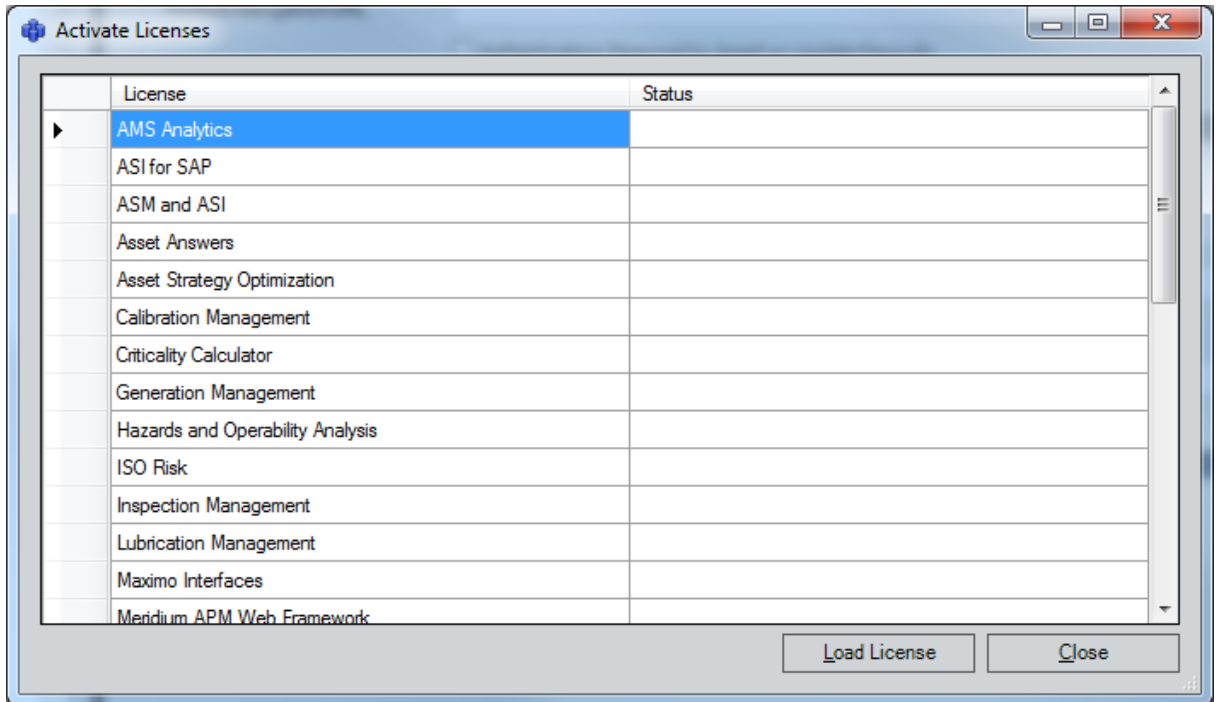 Activate Licenses
License Status
AMS Analytics
ASI for SAP
ASM and ASI
Asset Answers
Asset Strategy Optimization
Calibration Management
Criticality Calculator
Generation Management
Hazards and Operability Analysis
ISO Risk
Inspection Management
Lubrication Management
Maximo Interfaces
Meridium APM Web Framework
Load License Close